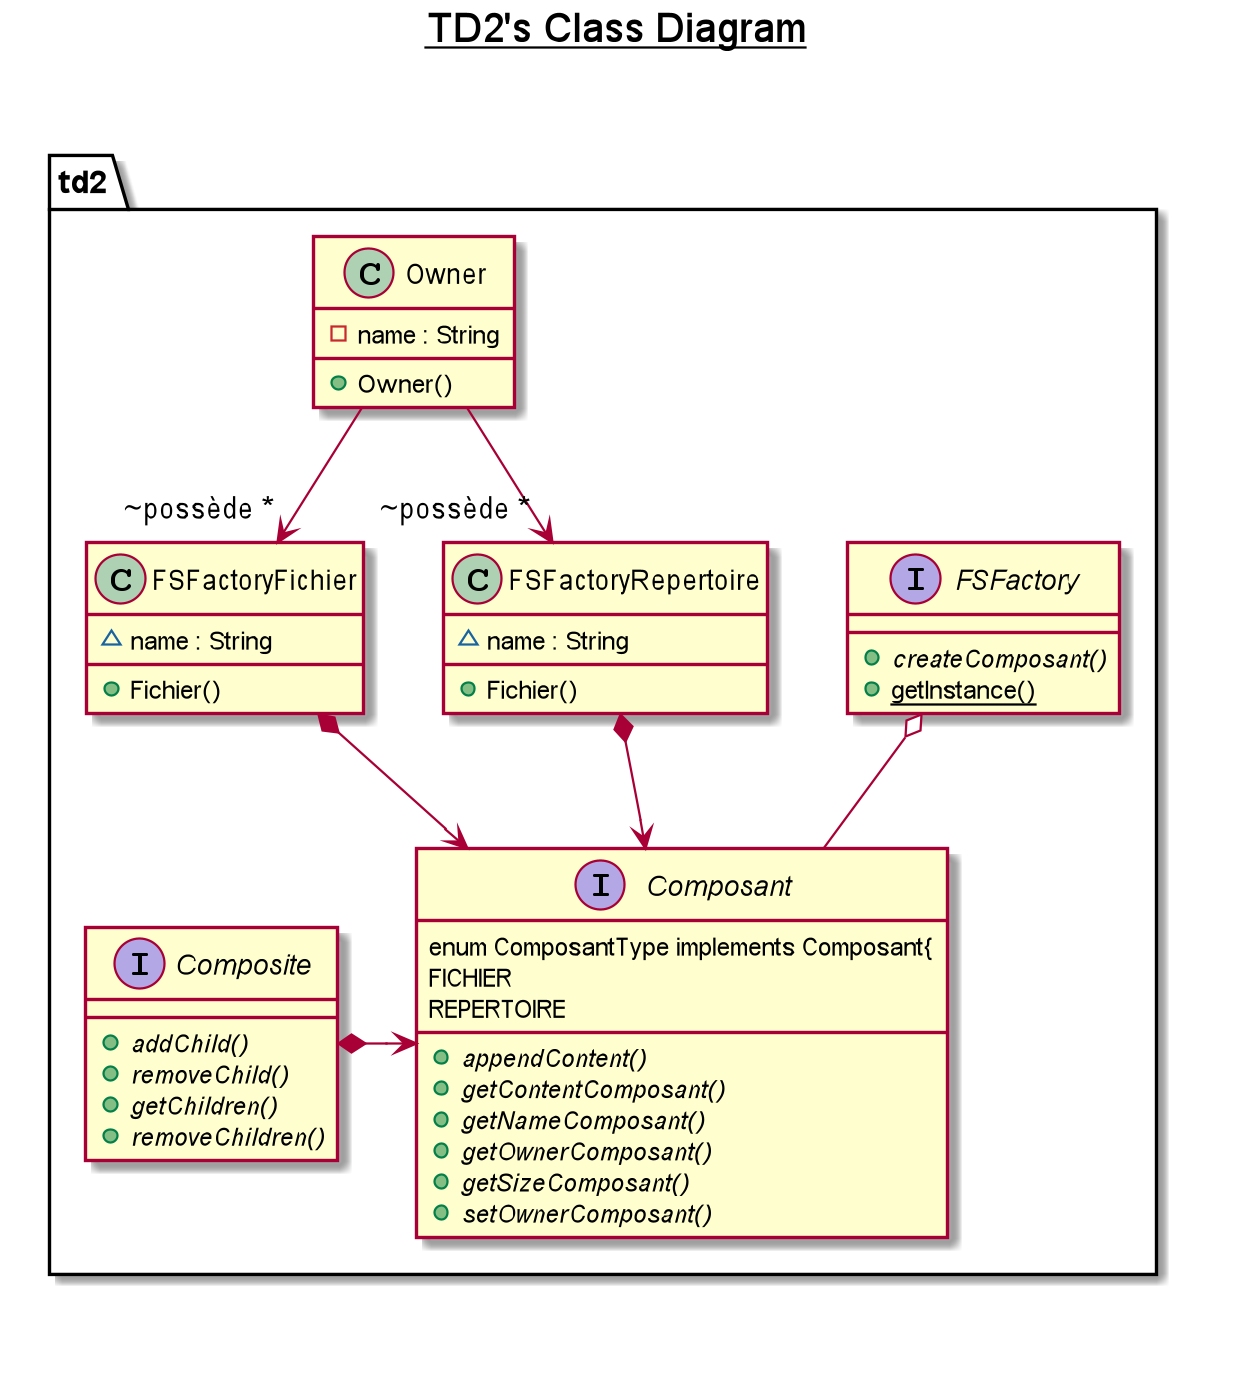 TD2's Class Diagram
td2
C Owner
name : String
Owner()
~possède *
~possède *
C FSFactoryFichier
name : String
Fichier()
C FSFactoryRepertoire
name : String
Fichier()
I FSFactory
createComposant()
getInstance()
I Composant
enum ComposantType implements Composant{
FICHIER
REPERTOIRE
appendContent()
getContentComposant()
getNameComposant()
getOwnerComposant()
getSizeComposant()
setOwnerComposant()
I Composite
addChild()
removeChild()
getChildren()
removeChildren()